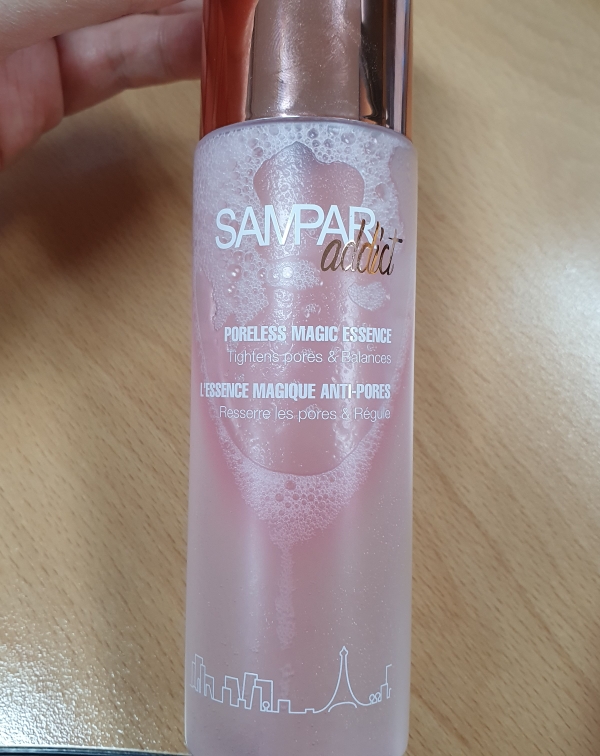 SAMPAR
addict
PORELESS MAGIC ESSENCE
Tightens pores & Balances
L'ESSENCE MAGIQUE ANTI-PORES
Resserre les pores & Régule